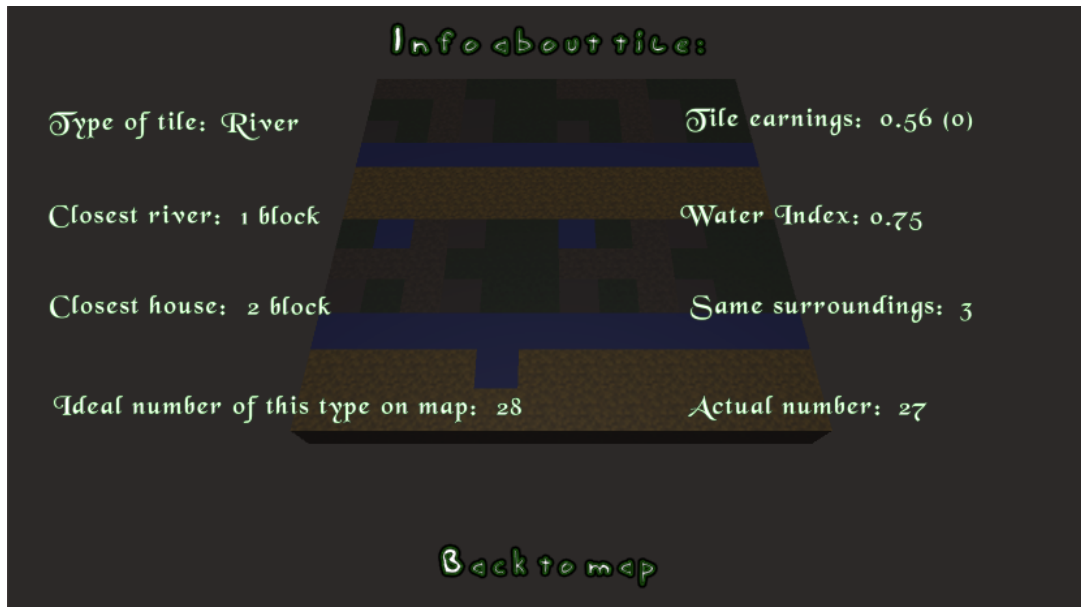 Info about tile:
Type of tile: River
Tile earnings: 0.56 (0)
Closest river: 1 block
Water Index: 0.75
Closest house: 2 block
Same surroundings: 3
Ideal number of this type on map: 28
Actual number: 27
Back to map